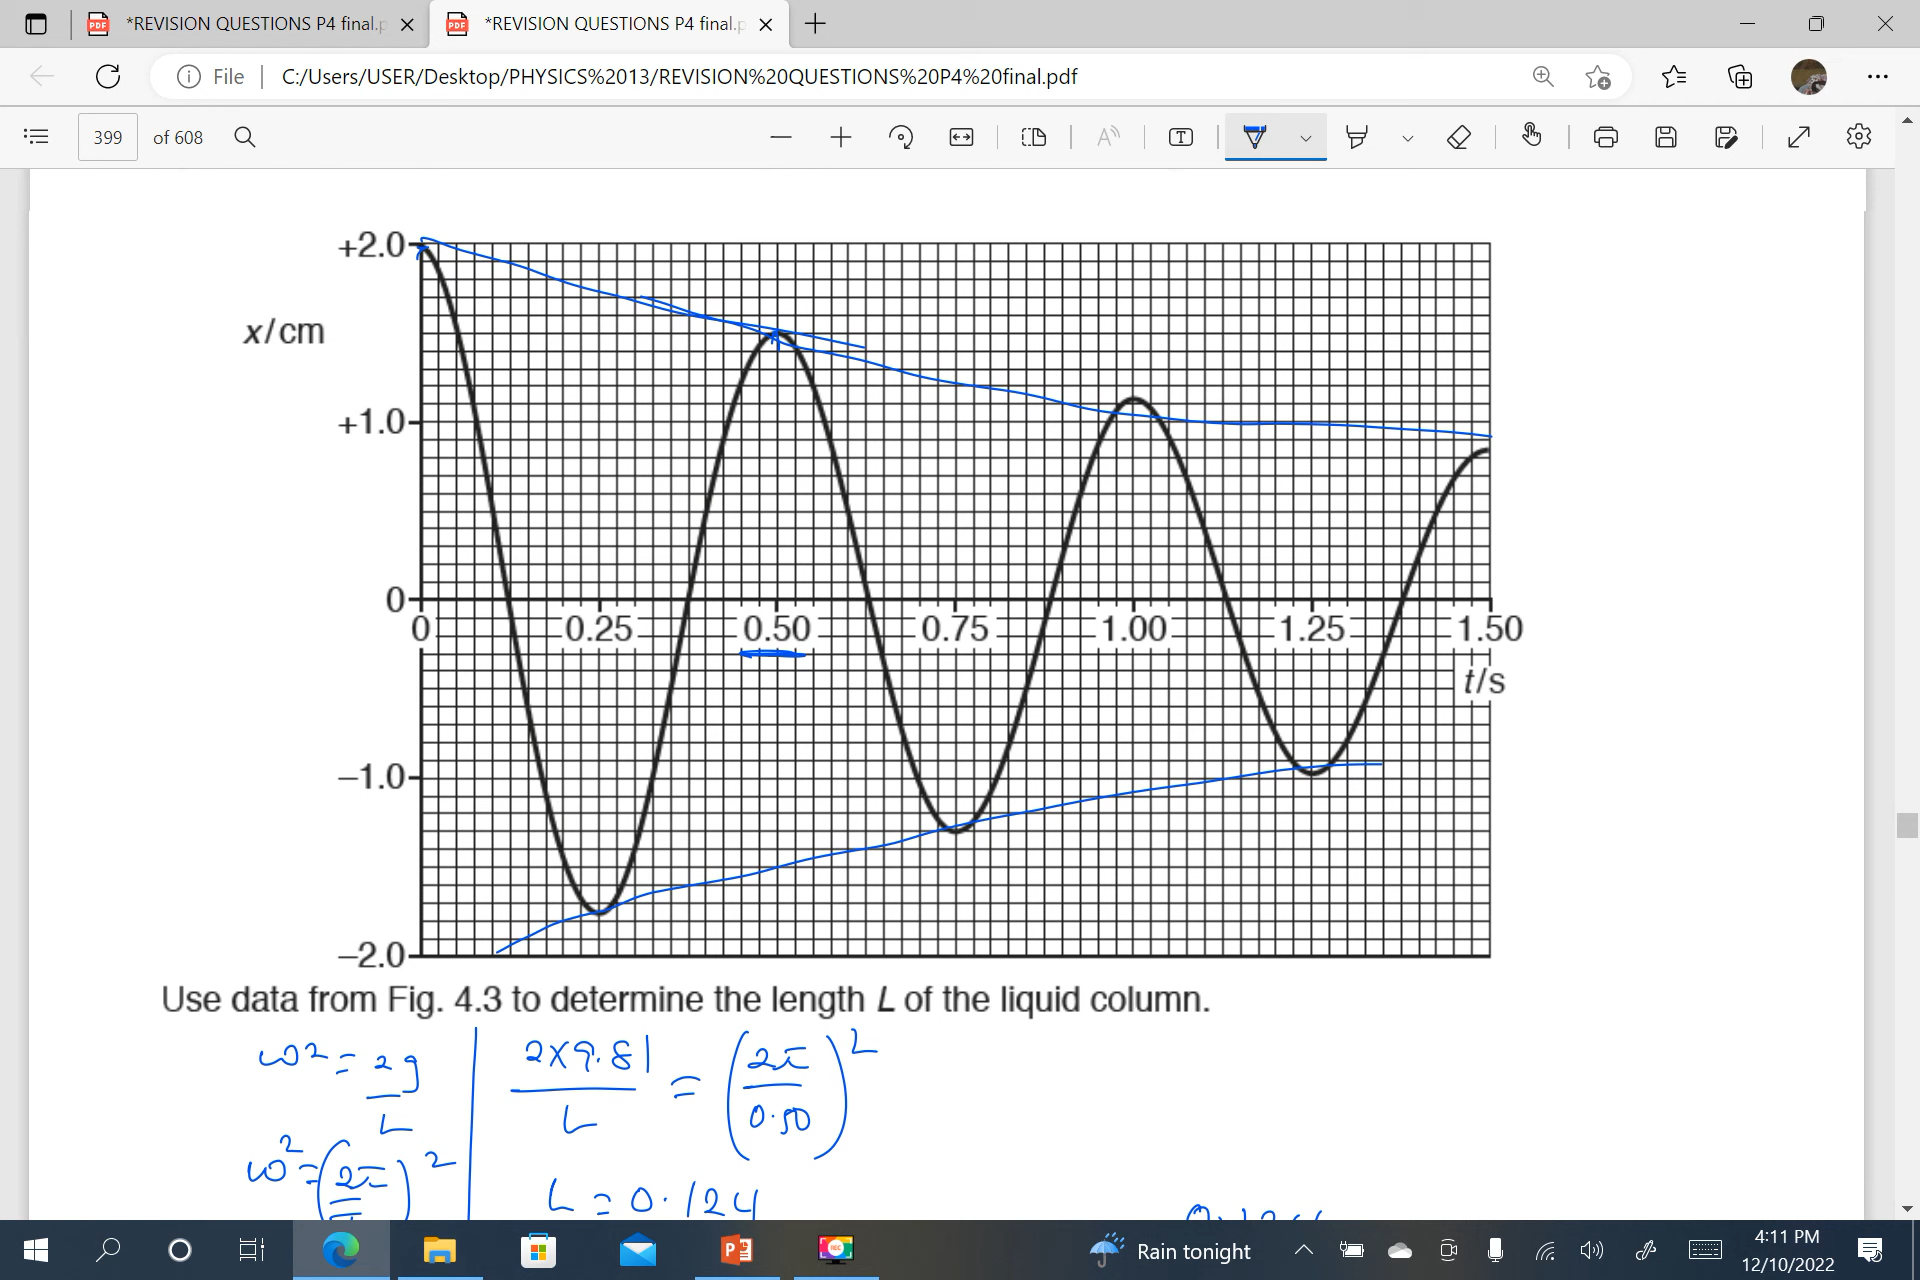 *REVISION QUESTIONS P4 final.p
*REVISION QUESTIONS P4 final.p
File
C:/Users/USER/Desktop/PHYSICS%2013/REVISION%20QUESTIONS%20P4%20final.pdf
399 of 608
+2.0
x/cm
+1.0
0
0 0.25 0.50 0.75 1.00 1.25 1.50
t/s
−1.0
−2.0
Use data from Fig. 4.3 to determine the length L of the liquid column.
ω² = 2g/L
2×9.81/L = (2π/0.50)²
ω² = (2π/
)²
L = 0.124
Rain tonight
4:11 PM
12/10/2022